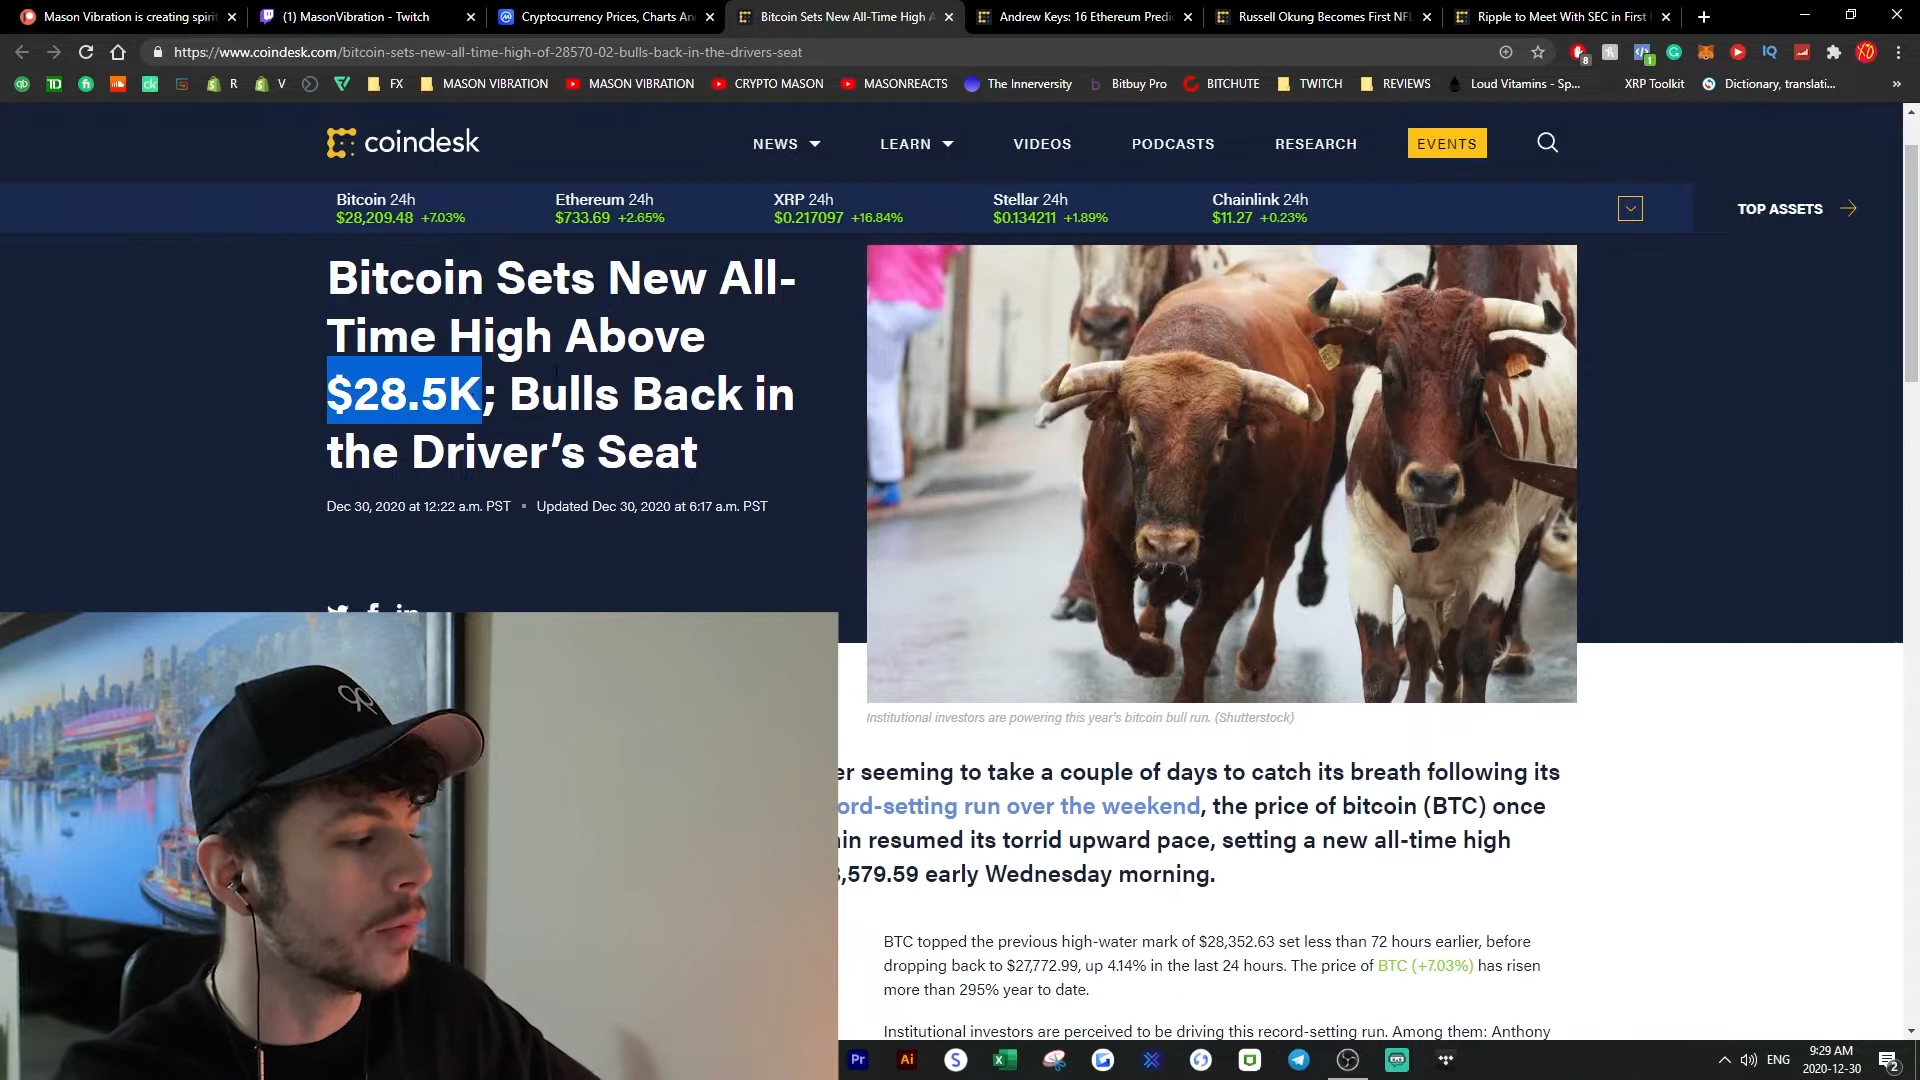 Mason Vibration is creating spirit
(1) MasonVibration - Twitch
Cryptocurrency Prices, Charts An
Bitcoin Sets New All-Time High A
Andrew Keys: 16 Ethereum Predic
Russell Okung Becomes First NFL
Ripple to Meet With SEC in First
https://www.coindesk.com/bitcoin-sets-new-all-time-high-of-28570-02-bulls-back-in-the-drivers-seat
8
1
IQ
TD
ck
R
V
FX
MASON VIBRATION
MASON VIBRATION
CRYPTO MASON
MASONREACTS
The Innerversity
Bitbuy Pro
BITCHUTE
TWITCH
REVIEWS
Loud Vitamins - Sp...
XRP Toolkit
Dictionary, translati...
coindesk
NEWS
LEARN
VIDEOS
PODCASTS
RESEARCH
EVENTS
Bitcoin 24h
$28,209.48 +7.03%
Ethereum 24h
$733.69 +2.65%
XRP 24h
$0.217097 +16.84%
Stellar 24h
$0.134211 +1.89%
Chainlink 24h
$11.27 +0.23%
TOP ASSETS
Bitcoin Sets New All-
Time High Above
$28.5K; Bulls Back in
the Driver's Seat
Dec 30, 2020 at 12:22 a.m. PST ▪ Updated Dec 30, 2020 at 6:17 a.m. PST
Institutional investors are powering this year's bitcoin bull run. (Shutterstock)
er seeming to take a couple of days to catch its breath following its
ord-setting run over the weekend, the price of bitcoin (BTC) once
ain resumed its torrid upward pace, setting a new all-time high
,579.59 early Wednesday morning.
BTC topped the previous high-water mark of $28,352.63 set less than 72 hours earlier, before
dropping back to $27,772.99, up 4.14% in the last 24 hours. The price of BTC (+7.03%) has risen
more than 295% year to date.
Institutional investors are perceived to be driving this record-setting run. Among them: Anthony
Pr
Ai
S
ENG
9:29 AM
2020-12-30
2